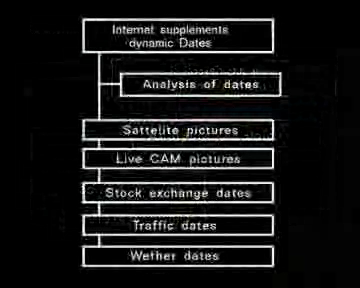 Internet supplements
dynamic Dates
Analysis of dates
Sattelite pictures
Live CAM pictures
Stock exchange dates
Traffic dates
Wether dates